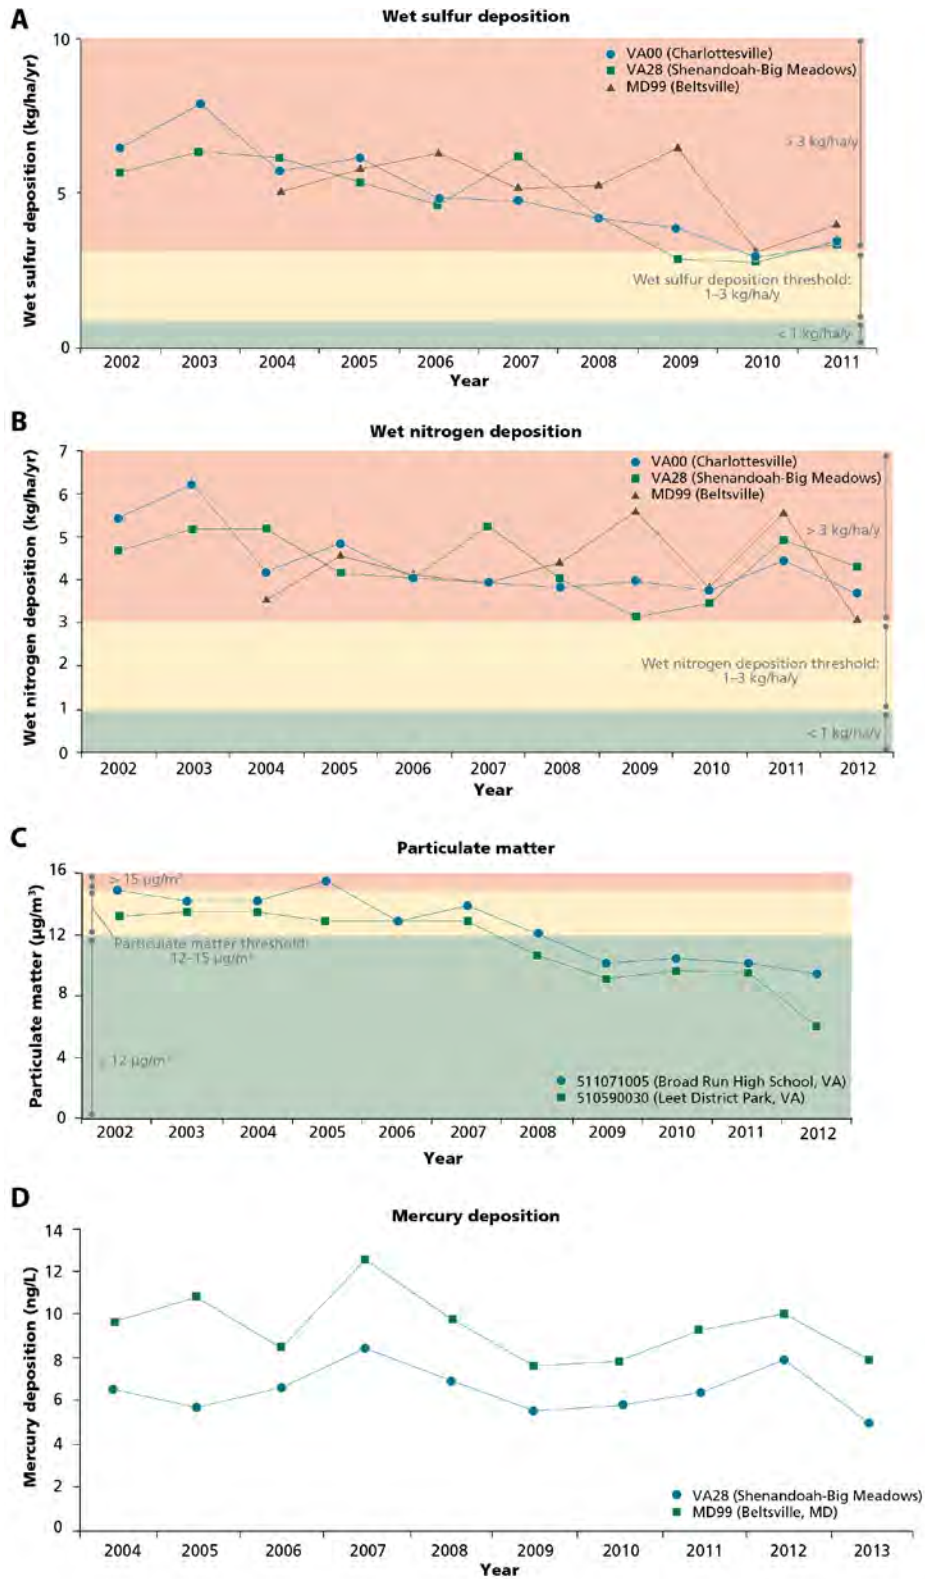 A
Wet sulfur deposition
Wet sulfur deposition (kg/ha/yr)
10
5
0
VA00 (Charlottesville)
VA28 (Shenandoah-Big Meadows)
MD99 (Beltsville)
> 3 kg/ha/y
Wet sulfur deposition threshold:
1–3 kg/ha/y
< 1 kg/ha/y
2002 2003 2004 2005 2006 2007 2008 2009 2010 2011
Year
B
Wet nitrogen deposition
Wet nitrogen deposition (kg/ha/yr)
7
6
5
4
3
2
1
0
VA00 (Charlottesville)
VA28 (Shenandoah-Big Meadows)
MD99 (Beltsville)
> 3 kg/ha/y
Wet nitrogen deposition threshold:
1–3 kg/ha/y
< 1 kg/ha/y
2002 2003 2004 2005 2006 2007 2008 2009 2010 2011 2012
Year
C
Particulate matter
Particulate matter (µg/m³)
16
12
8
4
0
> 15 µg/m³
Particulate matter threshold:
12–15 µg/m³
12 µg/m³
511071005 (Broad Run High School, VA)
510590030 (Leet District Park, VA)
2002 2003 2004 2005 2006 2007 2008 2009 2010 2011 2012
Year
D
Mercury deposition
Mercury deposition (ng/L)
14
12
10
8
6
4
2
0
VA28 (Shenandoah-Big Meadows)
MD99 (Beltsville, MD)
2004 2005 2006 2007 2008 2009 2010 2011 2012 2013
Year